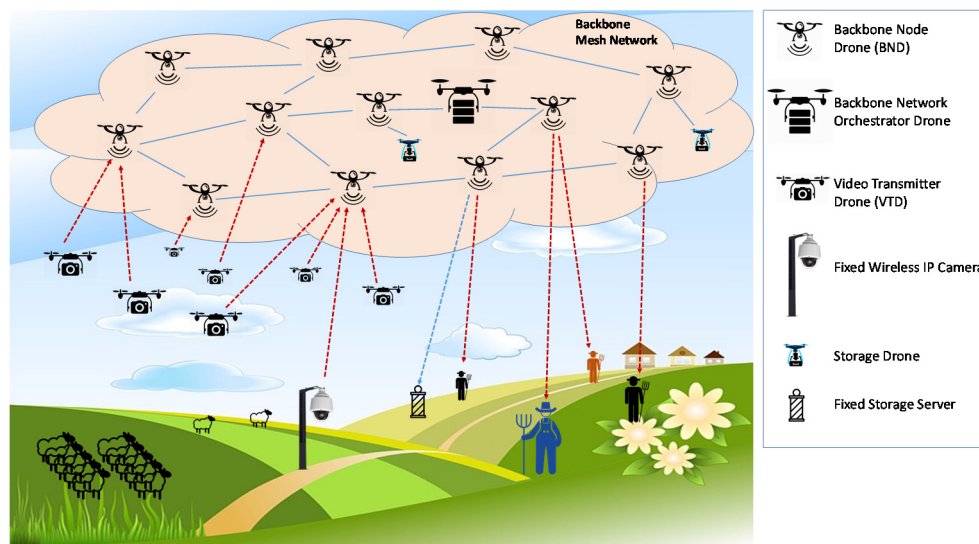 Backbone
Mesh Network
Backbone Node
Drone (BND)
Backbone Network
Orchestrator Drone
Video Transmitter
Drone (VTD)
Fixed Wireless IP Camera
Storage Drone
Fixed Storage Server